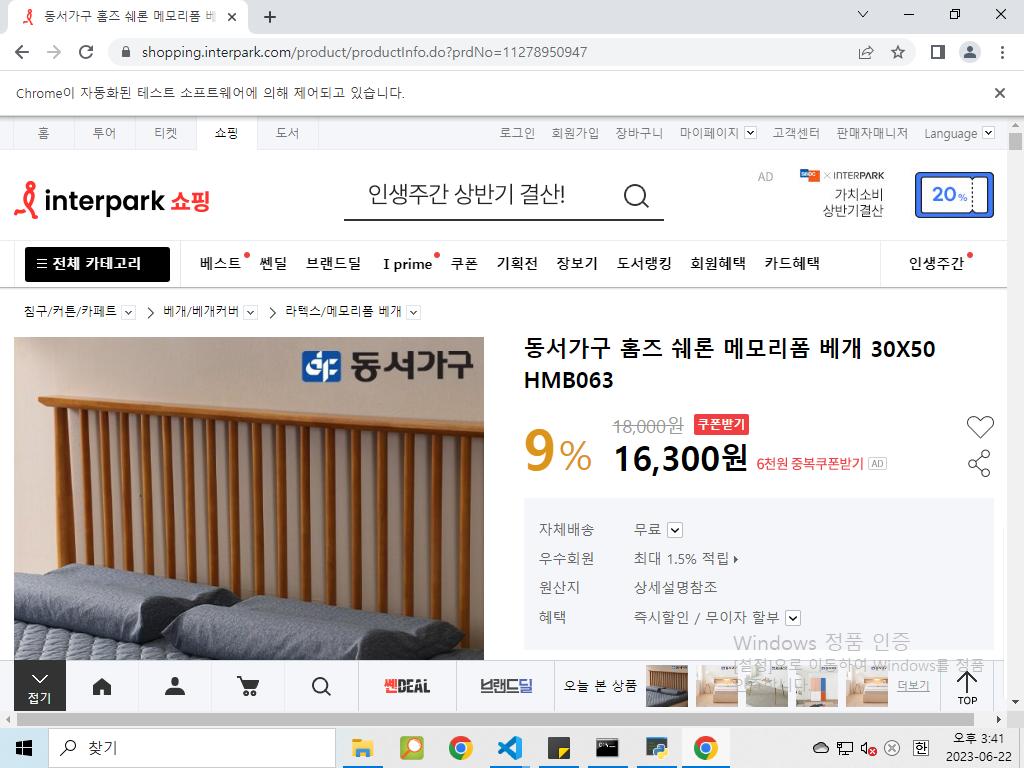 동서가구 홈즈 쉐론 메모리폼 베
shopping.interpark.com/product/productInfo.do?prdNo=11278950947
Chrome이 자동화된 테스트 소프트웨어에 의해 제어되고 있습니다.
홈 투어 티켓 쇼핑 도서 로그인 회원가입 장바구니 마이페이지 고객센터 판매자매니저 Language
interpark 쇼핑
인생주간 상반기 결산!
AD
× INTERPARK
가치소비
상반기결산
20%
전체 카테고리 베스트 쎈딜 브랜드딜 I prime 쿠폰 기획전 장보기 도서랭킹 회원혜택 카드혜택 인생주간
침구/커튼/카페트 베개/베개커버 라텍스/메모리폼 베개
동서가구
동서가구 홈즈 쉐론 메모리폼 베개 30X50
HMB063
9%
18,000원 쿠폰받기
16,300원 6천원 중복쿠폰받기 AD
자체배송 무료
우수회원 최대 1.5% 적립
원산지 상세설명참조
혜택 즉시할인 / 무이자 할부
Windows 정품 인증
[설정]으로 이동하여 Windows를 정품
접기
쎈DEAL
브랜드딜
오늘 본 상품
더보기
TOP
찾기
한
오후 3:41
2023-06-22